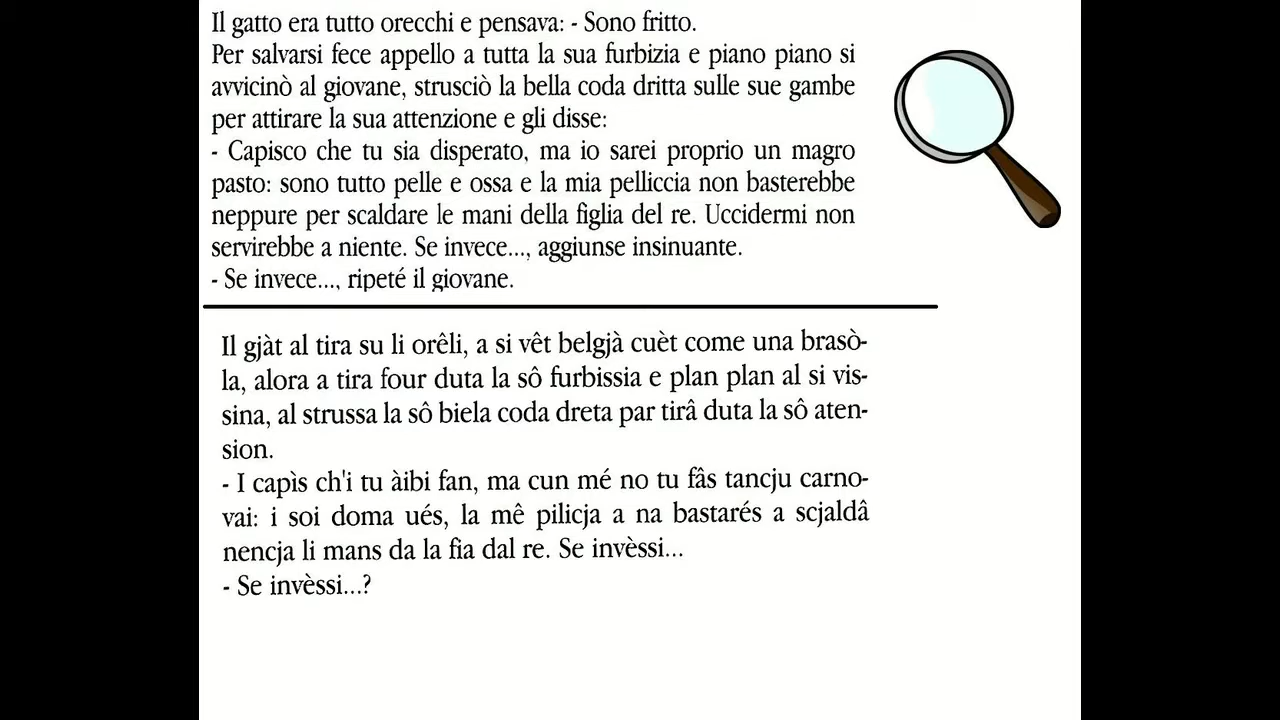 Il gatto era tutto orecchi e pensava: - Sono fritto.
Per salvarsi fece appello a tutta la sua furbizia e piano piano si
avvicinò al giovane, strusciò la bella coda dritta sulle sue gambe
per attirare la sua attenzione e gli disse:
- Capisco che tu sia disperato, ma io sarei proprio un magro
pasto: sono tutto pelle e ossa e la mia pelliccia non basterebbe
neppure per scaldare le mani della figlia del re. Uccidermi non
servirebbe a niente. Se invece..., aggiunse insinuante.
- Se invece..., ripeté il giovane.
Il gjàt al tira su li orêli, a si vêt belgjà cuèt come una brasò-
la, alora a tira four duta la sô furbissia e plan plan al si vis-
sina, al strussa la sô biela coda dreta par tirâ duta la sô aten-
sion.
- I capìs ch'i tu àibi fan, ma cun mé no tu fâs tancju carno-
vai: i soi doma ués, la mê pilicja a na bastarés a scjaldâ
nencja li mans da la fia dal re. Se invèssi...
- Se invèssi...?